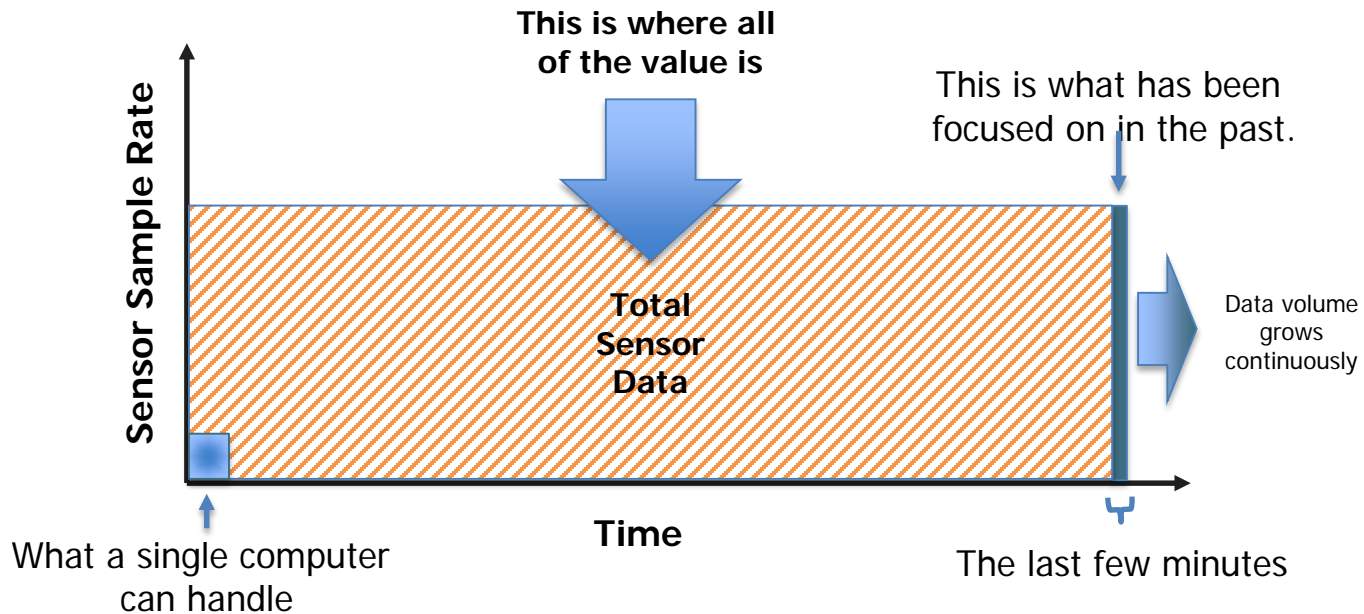 This is where all
of the value is
This is what has been
focused on in the past.
Sensor Sample Rate
Total
Sensor
Data
Data volume
grows
continuously
Time
What a single computer
can handle
The last few minutes